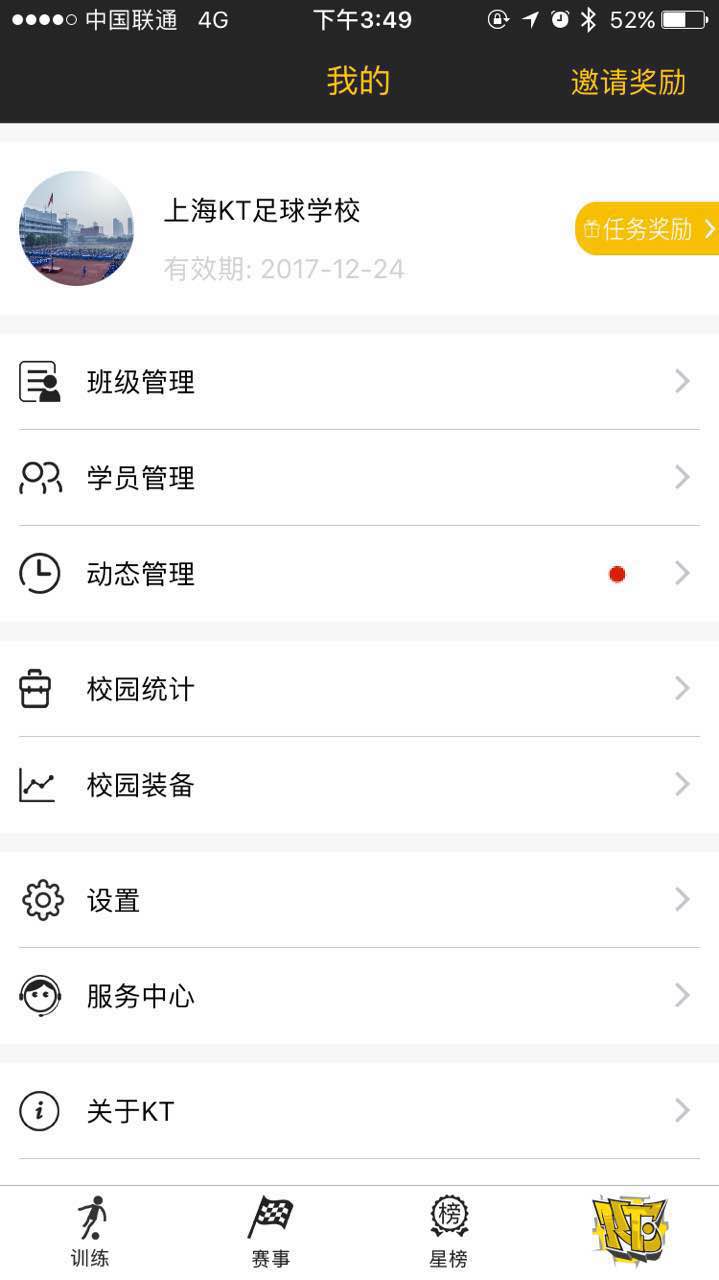 中国联通 4G 下午3:49 52%
我的 邀请奖励
上海KT足球学校
任务奖励
有效期: 2017-12-24
班级管理
学员管理
动态管理
校园统计
校园装备
设置
服务中心
关于KT
榜 KT
训练 赛事 星榜